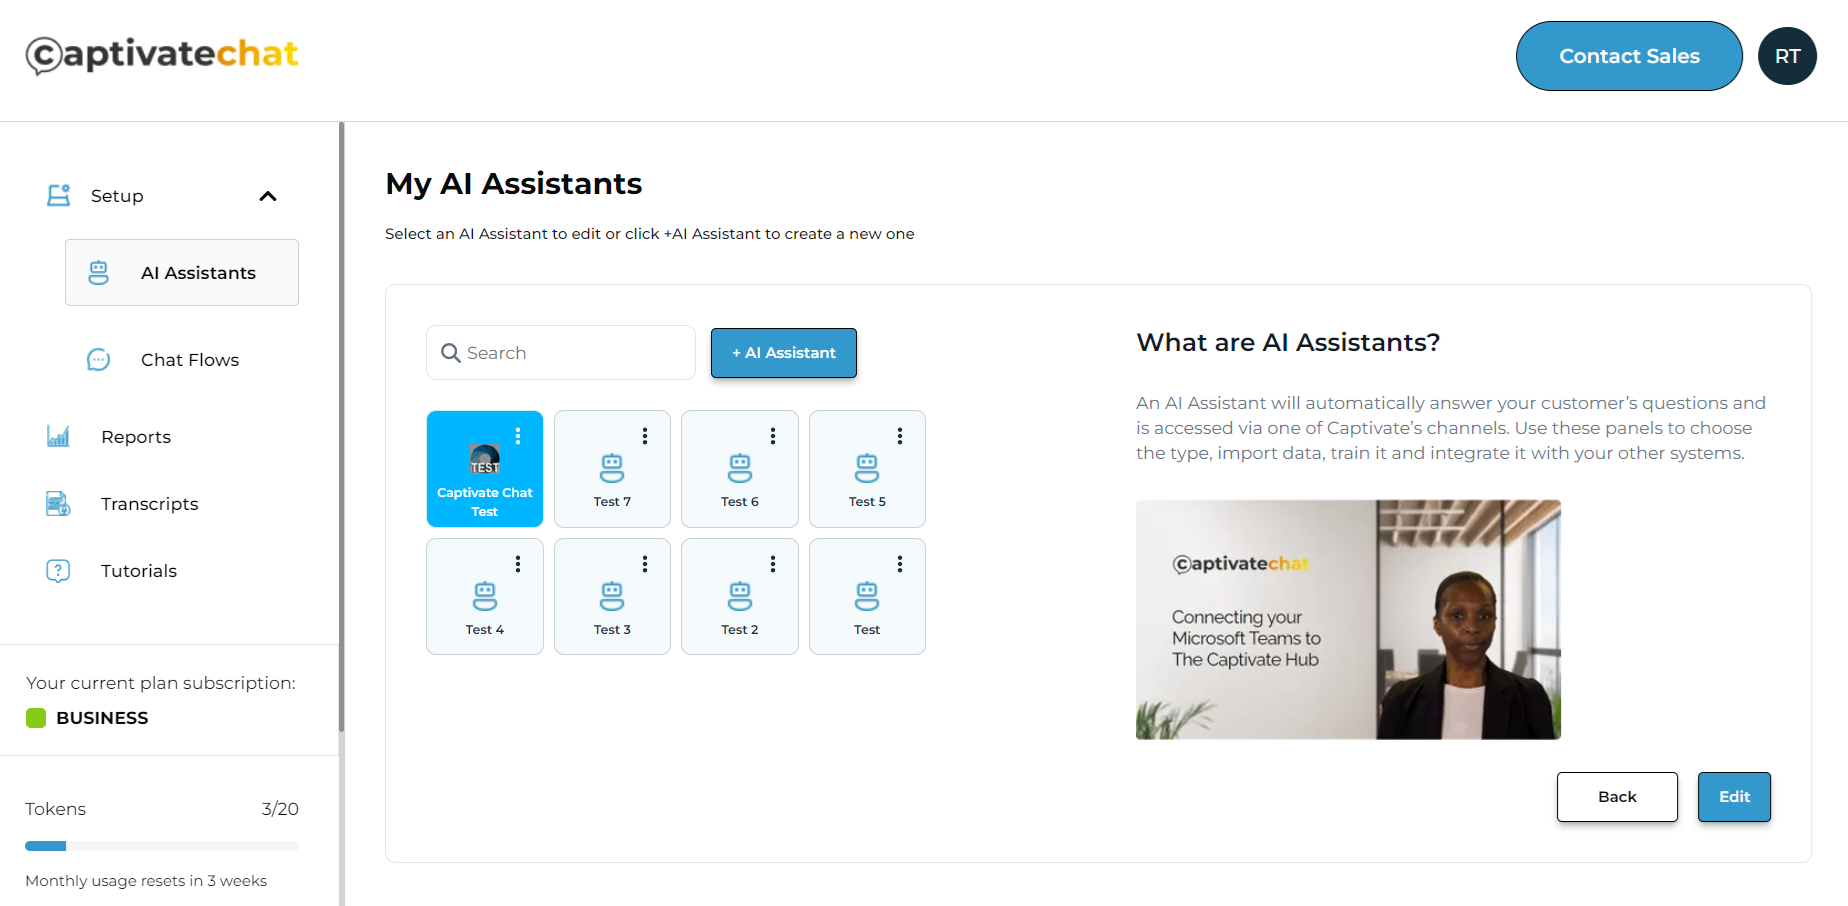 captivatechat
Contact Sales
RT
Setup
AI Assistants
Chat Flows
Reports
Transcripts
Tutorials
Your current plan subscription:
BUSINESS
Tokens
3/20
Monthly usage resets in 3 weeks
My AI Assistants
Select an AI Assistant to edit or click +AI Assistant to create a new one
Search
+ AI Assistant
TEST
Captivate Chat
Test
Test 7
Test 6
Test 5
Test 4
Test 3
Test 2
Test
What are AI Assistants?
An AI Assistant will automatically answer your customer’s questions and
is accessed via one of Captivate’s channels. Use these panels to choose
the type, import data, train it and integrate it with your other systems.
captivatechat
Connecting your
Microsoft Teams to
The Captivate Hub
Back
Edit